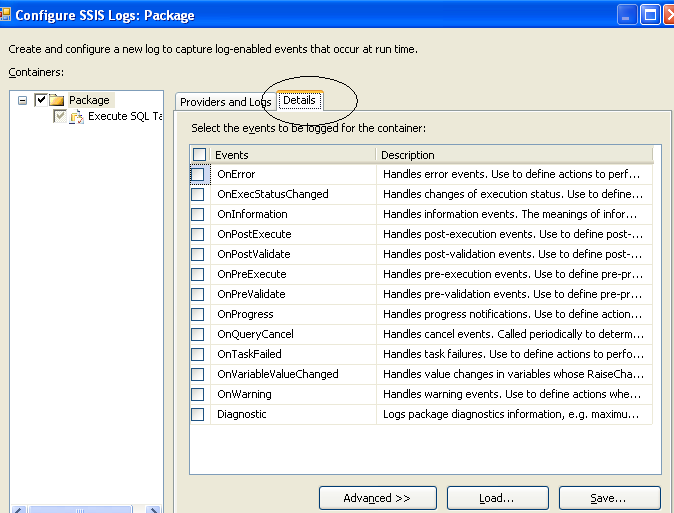 Configure SSIS Logs: Package
Create and configure a new log to capture log-enabled events that occur at run time.
Containers:
Package
Execute SQL Ta
Providers and Logs Details
Select the events to be logged for the container:
Events Description
OnError Handles error events. Use to define actions to perf...
OnExecStatusChanged Handles changes of execution status. Use to define...
OnInformation Handles information events. The meanings of infor...
OnPostExecute Handles post-execution events. Use to define post-...
OnPostValidate Handles post-validation events. Use to define post-...
OnPreExecute Handles pre-execution events. Use to define pre-pr...
OnPreValidate Handles pre-validation events. Use to define pre-pr...
OnProgress Handles progress notifications. Use to define action...
OnQueryCancel Handles cancel events. Called periodically to determ...
OnTaskFailed Handles task failures. Use to define actions to perfo...
OnVariableValueChanged Handles value changes in variables whose RaiseCha...
OnWarning Handles warning events. Use to define actions whe...
Diagnostic Logs package diagnostics information, e.g. maximu...
Advanced >> Load... Save...